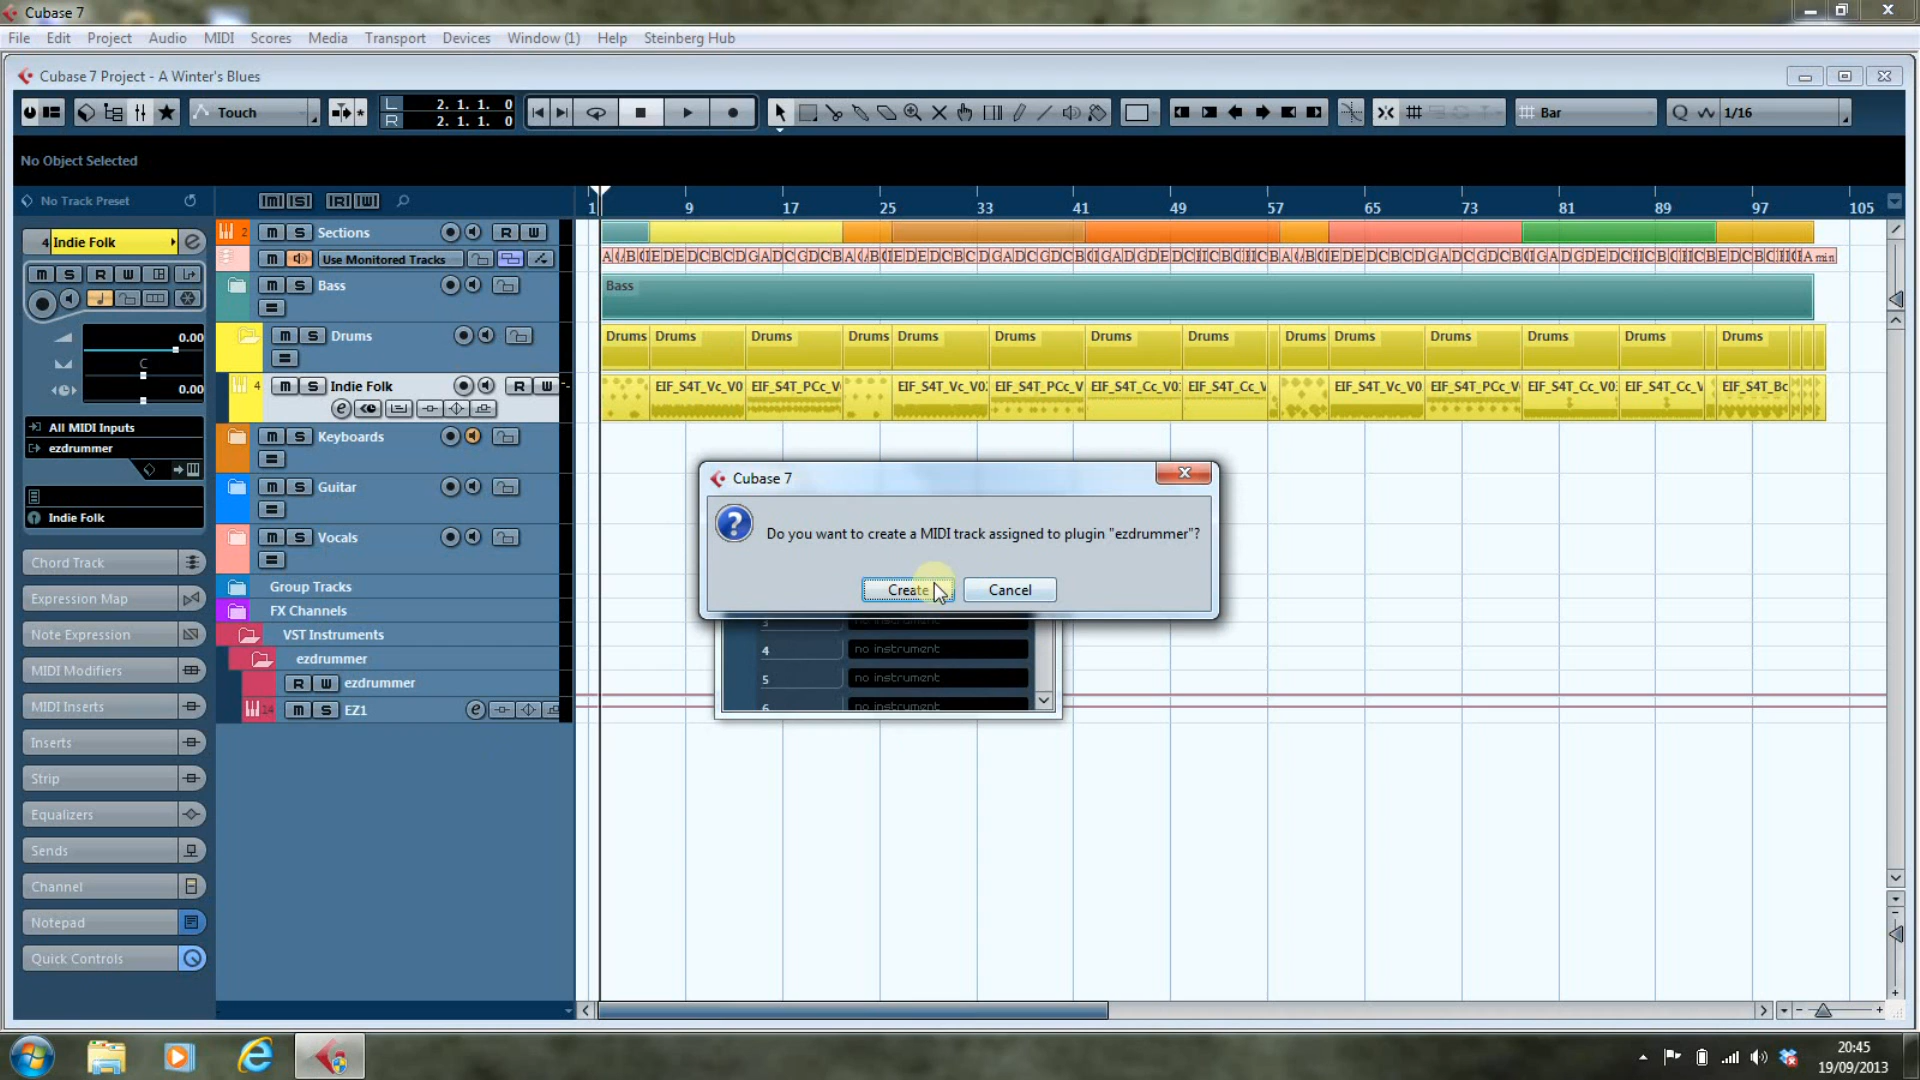 Cubase 7
File Edit Project Audio MIDI Scores Media Transport Devices Window (1) Help Steinberg Hub
Cubase 7 Project - A Winter's Blues
Touch
L 2. 1. 1. 0
R 2. 1. 1. 0
Bar
Q 1/16
No Object Selected
No Track Preset
1 9 17 25 33 41 49 57 65 73 81 89 97 105
4 Indie Folk
2 m S Sections R W
m Use Monitored Tracks
m S R W
m S Bass
Bass
0.00
C
0.00
m S Drums
Drums Drums Drums Drums Drums Drums Drums Drums Drums Drums Drums Drums Drums Drums
4 m S Indie Folk R W
EIF_S4T_Vc_V0 EIF_S4T_PCc_V EIF_S4T_Vc_V0 EIF_S4T_PCc_V EIF_S4T_Cc_V0 EIF_S4T_Cc_V EIF_S4T_Vc_V0 EIF_S4T_PCc_V EIF_S4T_Cc_V0 EIF_S4T_Cc_V EIF_S4T_Bc
All MIDI Inputs
ezdrummer
m S Keyboards
Indie Folk
m S Guitar
m S Vocals
Group Tracks
FX Channels
VST Instruments
ezdrummer
R W ezdrummer
14 m S EZ1
Chord Track
Expression Map
Note Expression
MIDI Modifiers
MIDI Inserts
Inserts
Strip
Equalizers
Sends
Channel
Notepad
Quick Controls
Cubase 7
Do you want to create a MIDI track assigned to plugin "ezdrummer"?
Create Cancel
4 no instrument
5 no instrument
6 no instrument
20:45
19/09/2013